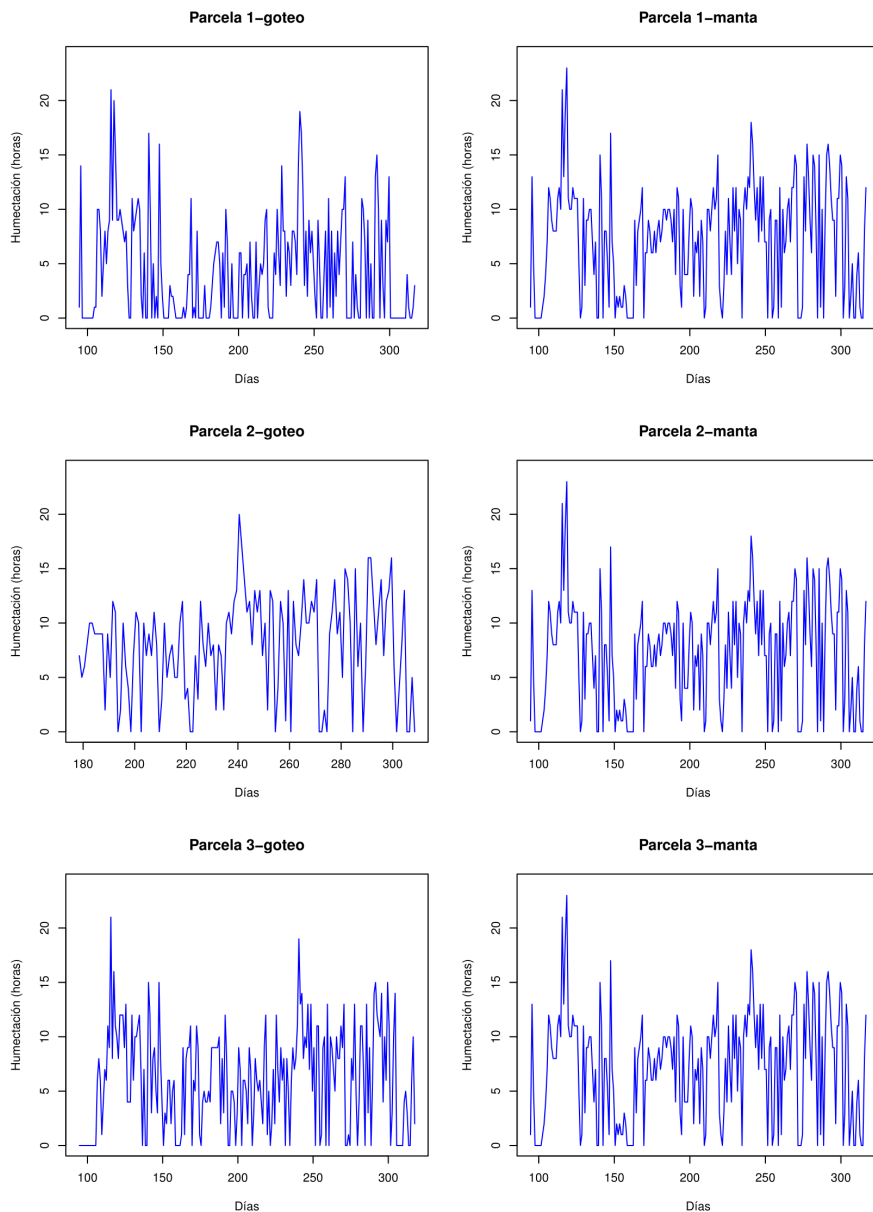 Parcela 1−goteo
Humectación (horas)
20
15
10
5
0
100 150 200 250 300
Días
Parcela 1−manta
Humectación (horas)
20
15
10
5
0
100 150 200 250 300
Días
Parcela 2−goteo
Humectación (horas)
20
15
10
5
0
180 200 220 240 260 280 300
Días
Parcela 2−manta
Humectación (horas)
20
15
10
5
0
100 150 200 250 300
Días
Parcela 3−goteo
Humectación (horas)
20
15
10
5
0
100 150 200 250 300
Días
Parcela 3−manta
Humectación (horas)
20
15
10
5
0
100 150 200 250 300
Días